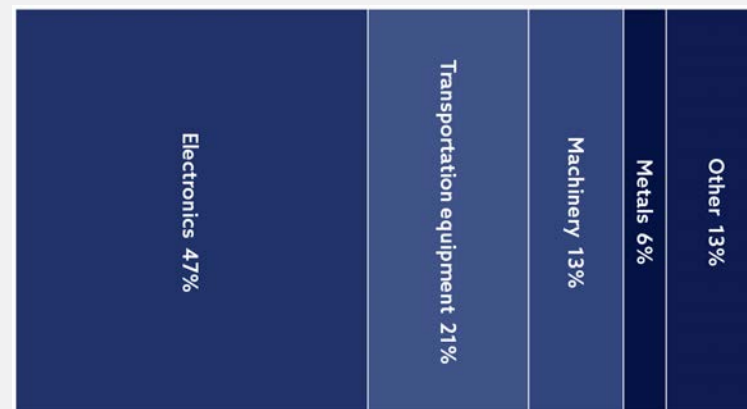 Electronics 47%
Transportation equipment 21%
Machinery 13%
Metals 6%
Other 13%